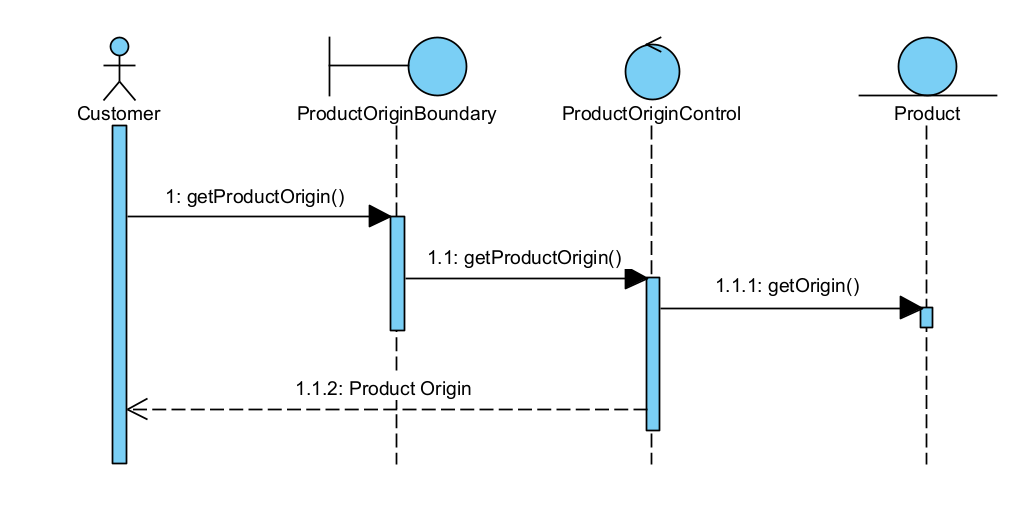 Customer
ProductOriginBoundary
ProductOriginControl
Product
1: getProductOrigin()
1.1: getProductOrigin()
1.1.1: getOrigin()
1.1.2: Product Origin